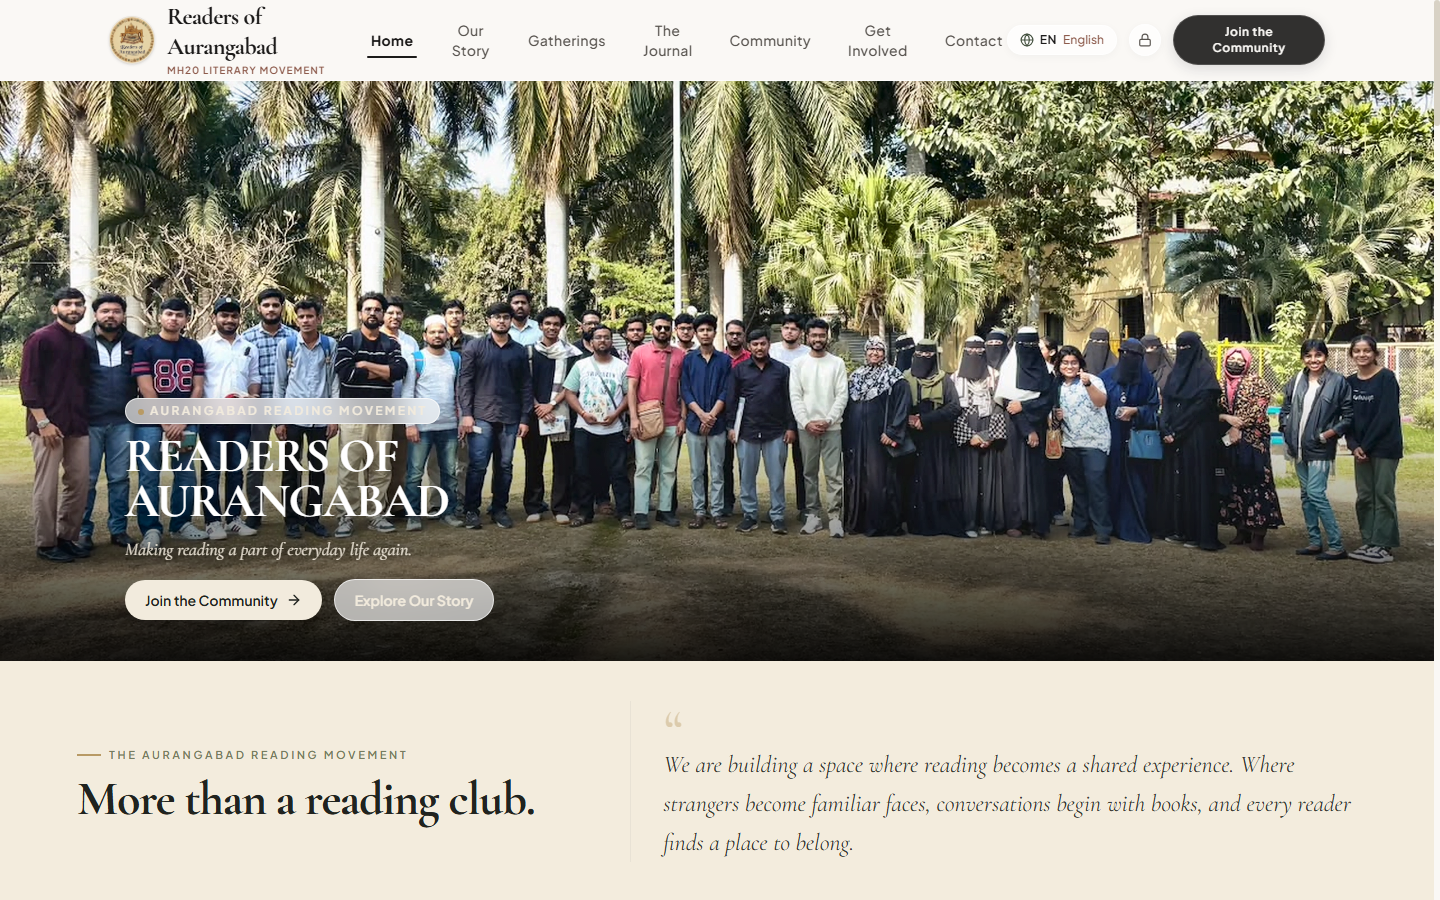 Readers of
Aurangabad
MH20 LITERARY MOVEMENT
Home
Our
Story
Gatherings
The
Journal
Community
Get
Involved
Contact
EN English
Join the
Community
88
AURANGABAD READING MOVEMENT
READERS OF
AURANGABAD
Making reading a part of everyday life again.
Join the Community →
Explore Our Story
THE AURANGABAD READING MOVEMENT
More than a reading club.
“
We are building a space where reading becomes a shared experience. Where
strangers become familiar faces, conversations begin with books, and every reader
finds a place to belong.